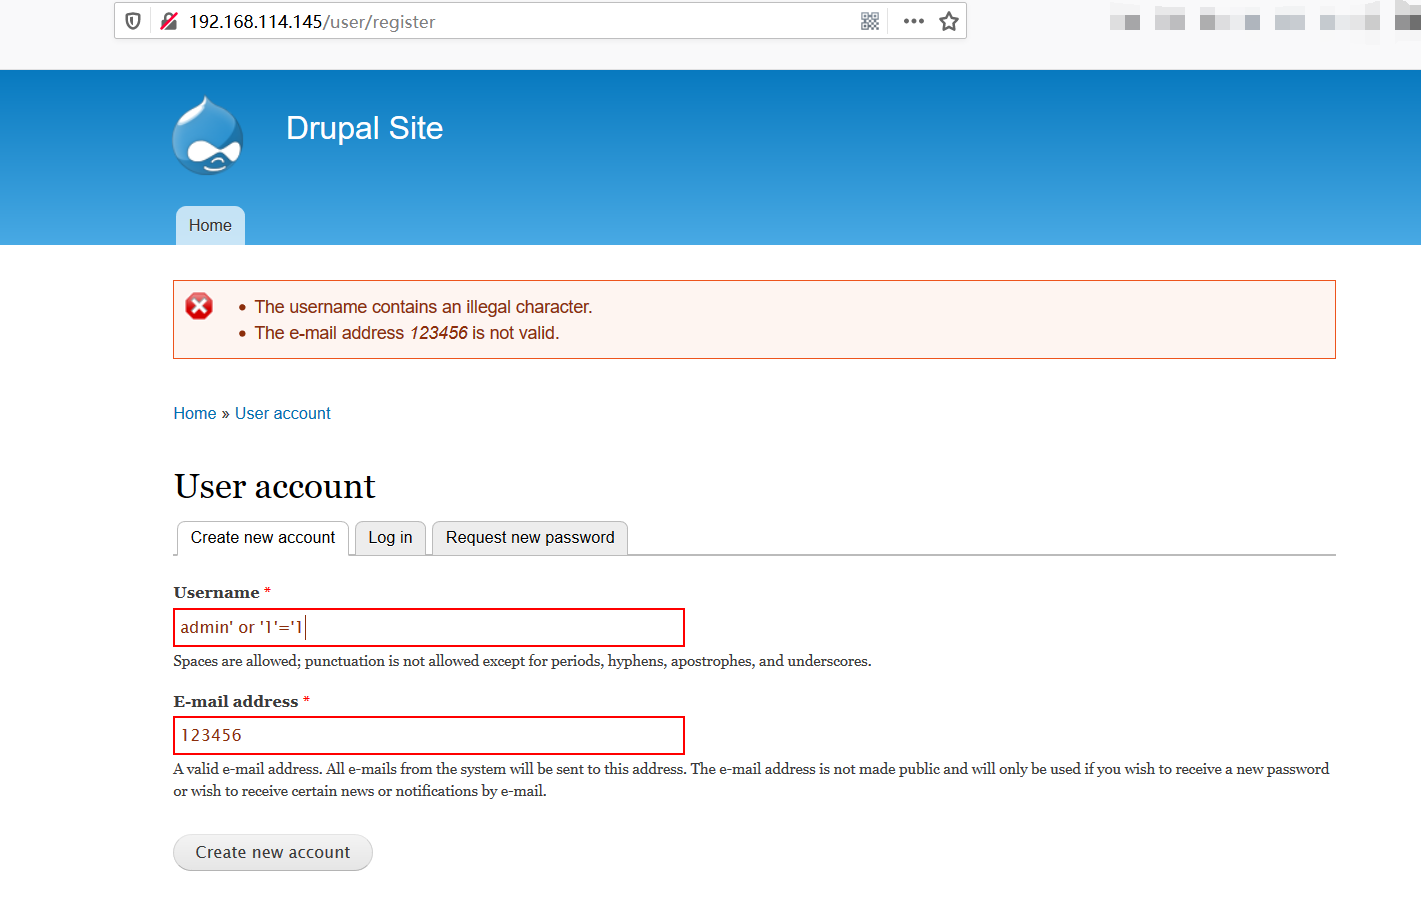 192.168.114.145/user/register
Drupal Site
Home
The username contains an illegal character.
The e-mail address 123456 is not valid.
Home » User account
User account
Create new account Log in Request new password
Username *
admin' or '1'='1
Spaces are allowed; punctuation is not allowed except for periods, hyphens, apostrophes, and underscores.
E-mail address *
123456
A valid e-mail address. All e-mails from the system will be sent to this address. The e-mail address is not made public and will only be used if you wish to receive a new password
or wish to receive certain news or notifications by e-mail.
Create new account